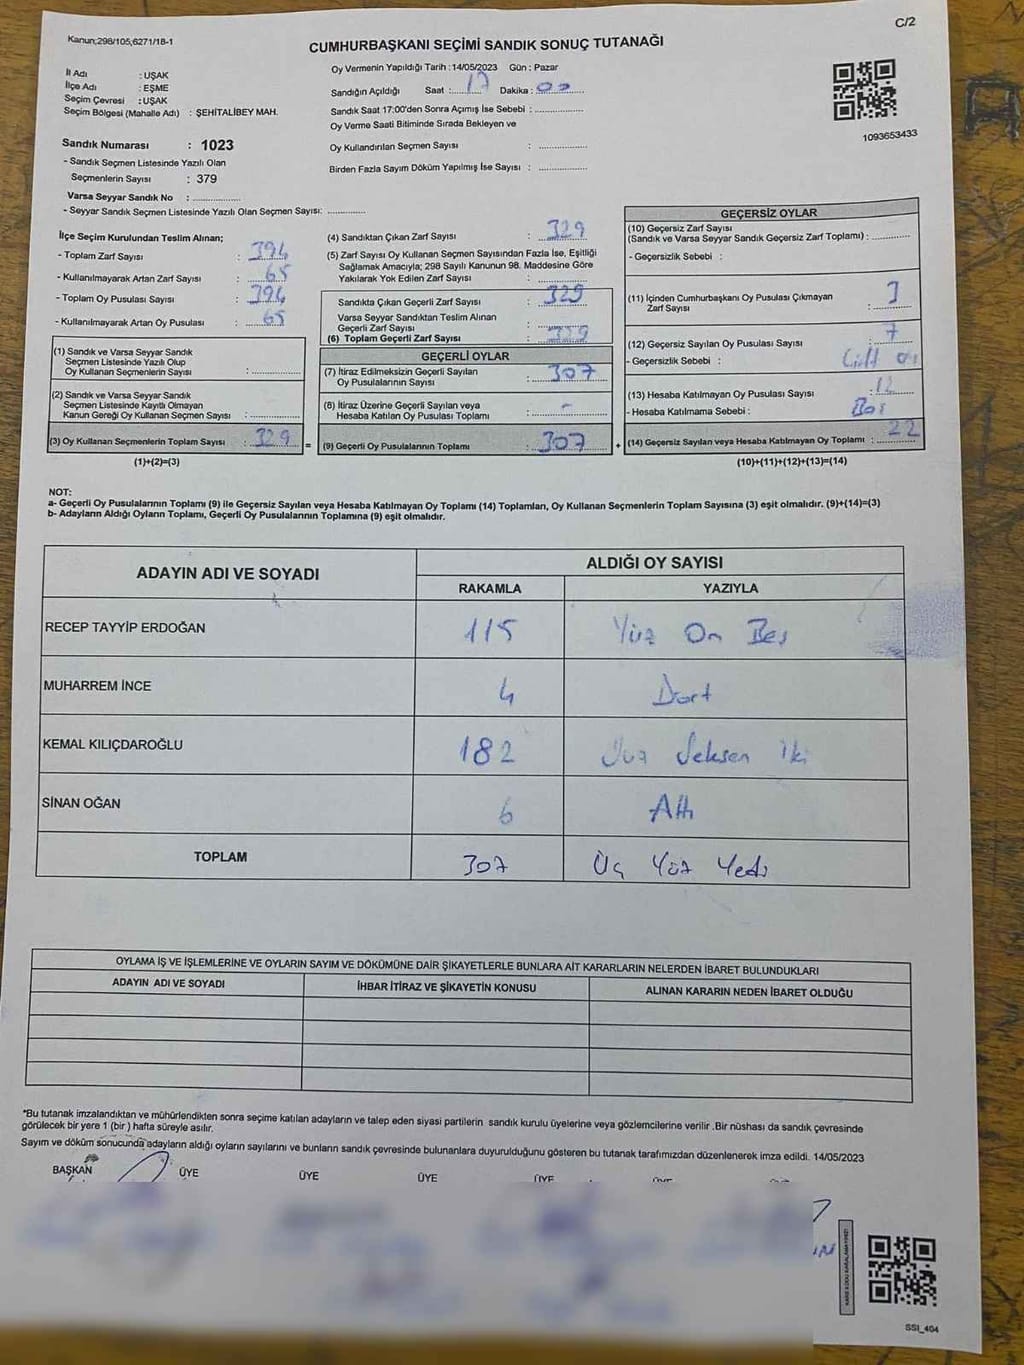 C/2
Kanun;298/105,6271/18-1
CUMHURBAŞKANI SEÇİMİ SANDIK SONUÇ TUTANAĞI
İl Adı : UŞAK
İlçe Adı : EŞME
Seçim Çevresi : UŞAK
Seçim Bölgesi (Mahalle Adı) : ŞEHİTALİBEY MAH.
Oy Vermenin Yapıldığı Tarih :14/05/2023 Gün : Pazar
Sandığın Açıldığı Saat : 17 Dakika : 00
Sandık Saat 17:00'den Sonra Açımış İse Sebebi :
Oy Verme Saati Bitiminde Sırada Bekleyen ve
Oy Kullandırılan Seçmen Sayısı :
Birden Fazla Sayım Döküm Yapılmış İse Sayısı :
1093653433
Sandık Numarası : 1023
- Sandık Seçmen Listesinde Yazılı Olan
Seçmenlerin Sayısı : 379
Varsa Seyyar Sandık No :
- Seyyar Sandık Seçmen Listesinde Yazılı Olan Seçmen Sayısı:
İlçe Seçim Kurulundan Teslim Alınan;
- Toplam Zarf Sayısı : 394
- Kullanılmayarak Artan Zarf Sayısı : 65
- Toplam Oy Pusulası Sayısı : 394
- Kullanılmayarak Artan Oy Pusulası : 65
(1) Sandık ve Varsa Seyyar Sandık
Seçmen Listesinde Yazılı Olup
Oy Kullanan Seçmenlerin Sayısı :
(2) Sandık ve Varsa Seyyar Sandık
Seçmen Listesinde Kayıtlı Olmayan
Kanun Gereği Oy Kullanan Seçmen Sayısı :
(3) Oy Kullanan Seçmenlerin Toplam Sayısı : 329 =
(1)+(2)=(3)
(4) Sandıktan Çıkan Zarf Sayısı : 329
(5) Zarf Sayısı Oy Kullanan Seçmen Sayısından Fazla İse, Eşitliği
Sağlamak Amacıyla; 298 Sayılı Kanunun 98. Maddesine Göre
Yakılarak Yok Edilen Zarf Sayısı :
Sandıkta Çıkan Geçerli Zarf Sayısı : 329
Varsa Seyyar Sandıktan Teslim Alınan
Geçerli Zarf Sayısı :
(6) Toplam Geçerli Zarf Sayısı : 329
GEÇERLİ OYLAR
(7) İtiraz Edilmeksizin Geçerli Sayılan
Oy Pusulalarının Sayısı : 307
(8) İtiraz Üzerine Geçerli Sayılan veya
Hesaba Katılan Oy Pusulası Toplamı : -
(9) Geçerli Oy Pusulalarının Toplamı : 307 +
GEÇERSİZ OYLAR
(10) Geçersiz Zarf Sayısı
(Sandık ve Varsa Seyyar Sandık Geçersiz Zarf Toplamı) :
- Geçersizlik Sebebi :
(11) İçinden Cumhurbaşkanı Oy Pusulası Çıkmayan
Zarf Sayısı : 3
(12) Geçersiz Sayılan Oy Pusulası Sayısı : 7
- Geçersizlik Sebebi : Çift oy
(13) Hesaba Katılmayan Oy Pusulası Sayısı : 12
- Hesaba Katılmama Sebebi : Boş
(14) Geçersiz Sayılan veya Hesaba Katılmayan Oy Toplamı : 22
(10)+(11)+(12)+(13)=(14)
NOT:
a- Geçerli Oy Pusulalarının Toplamı (9) ile Geçersiz Sayılan veya Hesaba Katılmayan Oy Toplamı (14) Toplamları, Oy Kullanan Seçmenlerin Toplam Sayısına (3) eşit olmalıdır. (9)+(14)=(3)
b- Adayların Aldığı Oyların Toplamı, Geçerli Oy Pusulalarının Toplamına (9) eşit olmalıdır.
ADAYIN ADI VE SOYADI
ALDIĞI OY SAYISI
RAKAMLA YAZIYLA
RECEP TAYYİP ERDOĞAN 115 Yüz On Beş
MUHARREM İNCE 4 Dört
KEMAL KILIÇDAROĞLU 182 Yüz Seksen İki
SİNAN OĞAN 6 Altı
TOPLAM 307 Üç Yüz Yedi
OYLAMA İŞ VE İŞLEMLERİNE VE OYLARIN SAYIM VE DÖKÜMÜNE DAİR ŞİKAYETLERLE BUNLARA AİT KARARLARIN NELERDEN İBARET BULUNDUKLARI
ADAYIN ADI VE SOYADI İHBAR İTİRAZ VE ŞİKAYETİN KONUSU ALINAN KARARIN NEDEN İBARET OLDUĞU
*Bu tutanak imzalandıktan ve mühürlendikten sonra seçime katılan adayların ve talep eden siyasi partilerin sandık kurulu üyelerine veya gözlemcilerine verilir .Bir nüshası da sandık çevresinde
görülecek bir yere 1 (bir ) hafta süreyle asılır.
Sayım ve döküm sonucunda adayların aldığı oyların sayılarını ve bunların sandık çevresinde bulunanlara duyurulduğunu gösteren bu tutanak tarafımızdan düzenlenerek imza edildi. 14/05/2023
BAŞKAN ÜYE ÜYE ÜYE ÜYE
KARE KODU KARALAMAYINIZ!
SSI_404